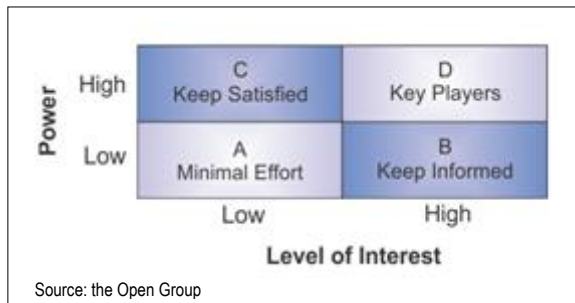 Power
High
C
Keep Satisfied
D
Key Players
Low
A
Minimal Effort
B
Keep Informed
Low
High
Level of Interest
Source: the Open Group